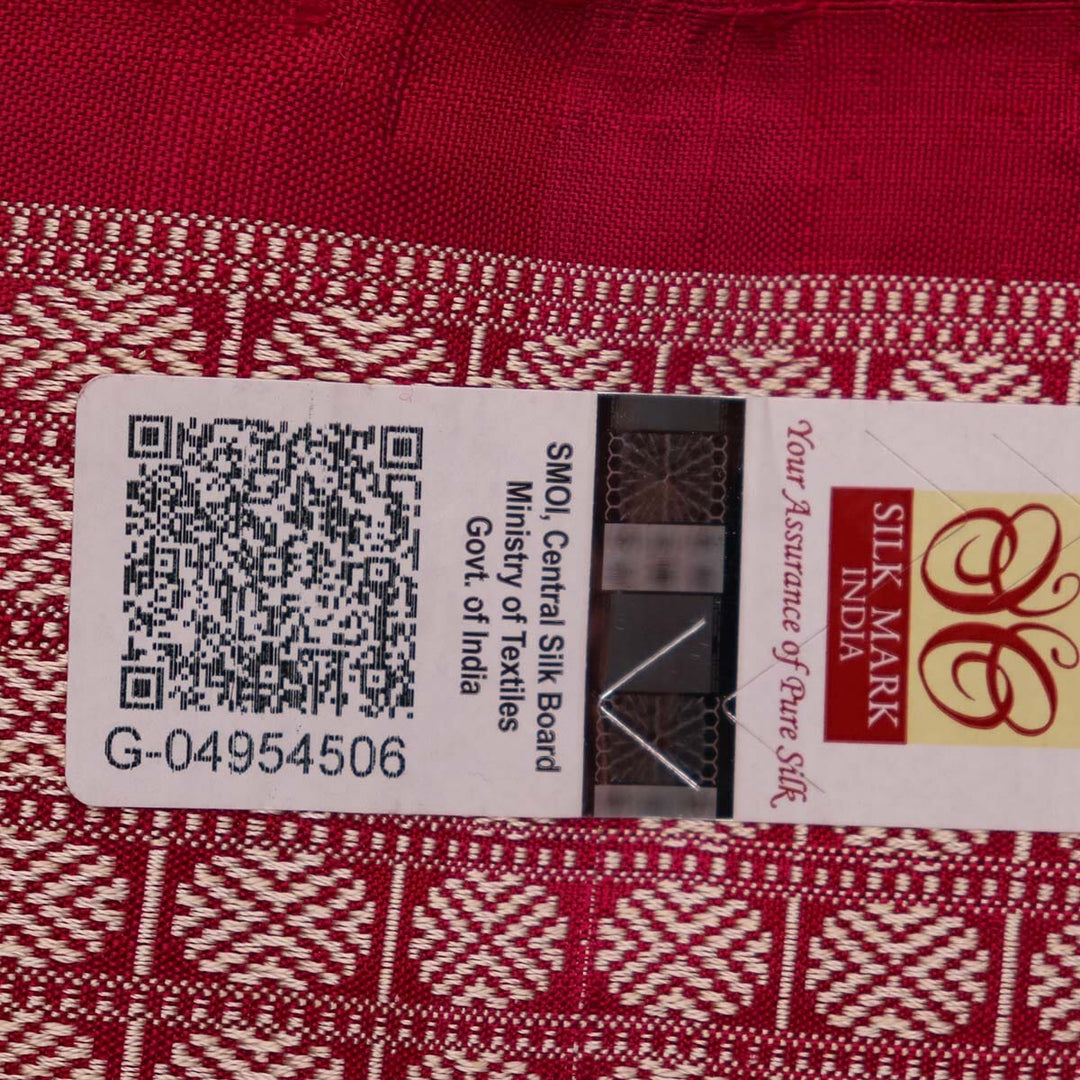 G-04954506
SMOI, Central Silk Board
Ministry of Textiles
Govt. of India
Your Assurance of Pure Silk
SILK MARK
INDIA